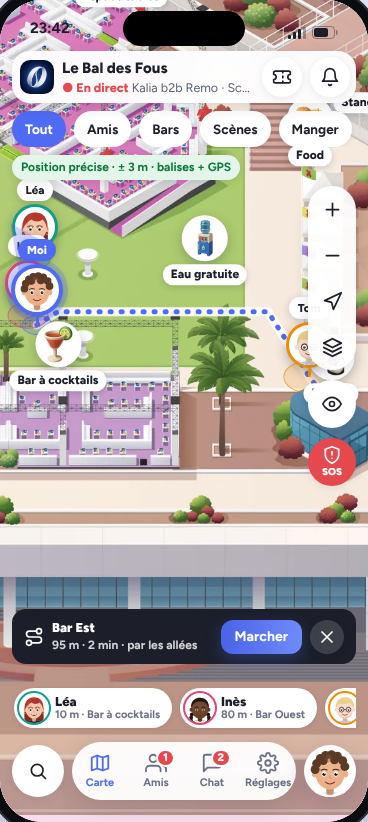 23:42
Le Bal des Fous
En direct Kalia b2b Remo · Sc...
Tout
Amis
Bars
Scènes
Manger
Food
Position précise · ± 3 m · balises + GPS
Léa
Moi
Eau gratuite
Bar à cocktails
SOS
Bar Est
95 m · 2 min · par les allées
Marcher
Léa
10 m · Bar à cocktails
Inès
80 m · Bar Ouest
1
2
Carte
Amis
Chat
Réglages